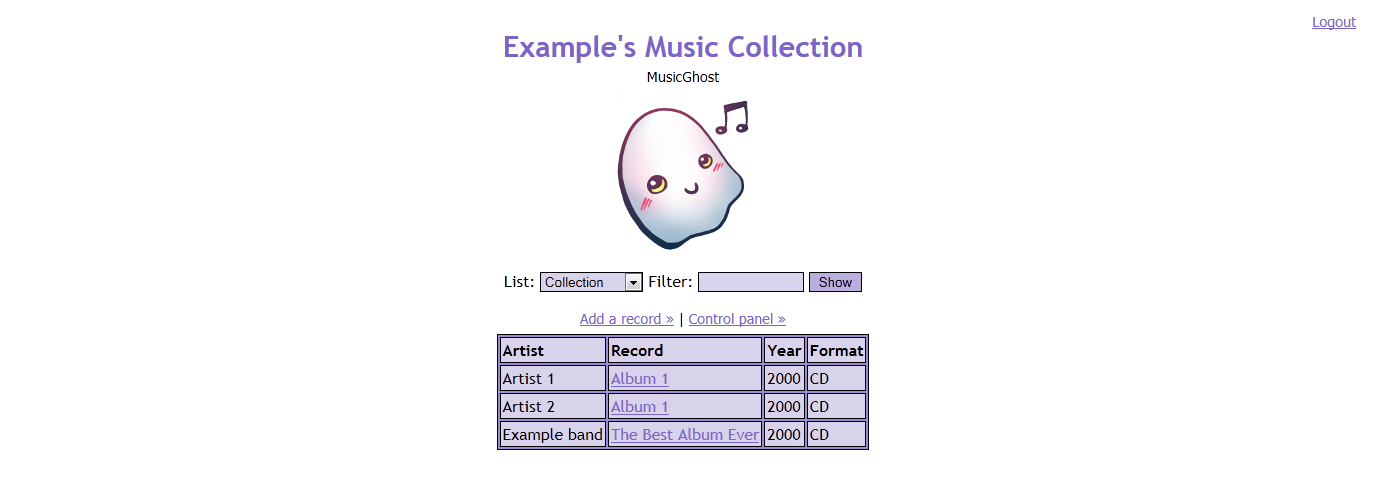 Logout
Example's Music Collection
MusicGhost
List: Collection Filter: Show
Add a record » | Control panel »
Artist Record Year Format
Artist 1 Album 1 2000 CD
Artist 2 Album 1 2000 CD
Example band The Best Album Ever 2000 CD